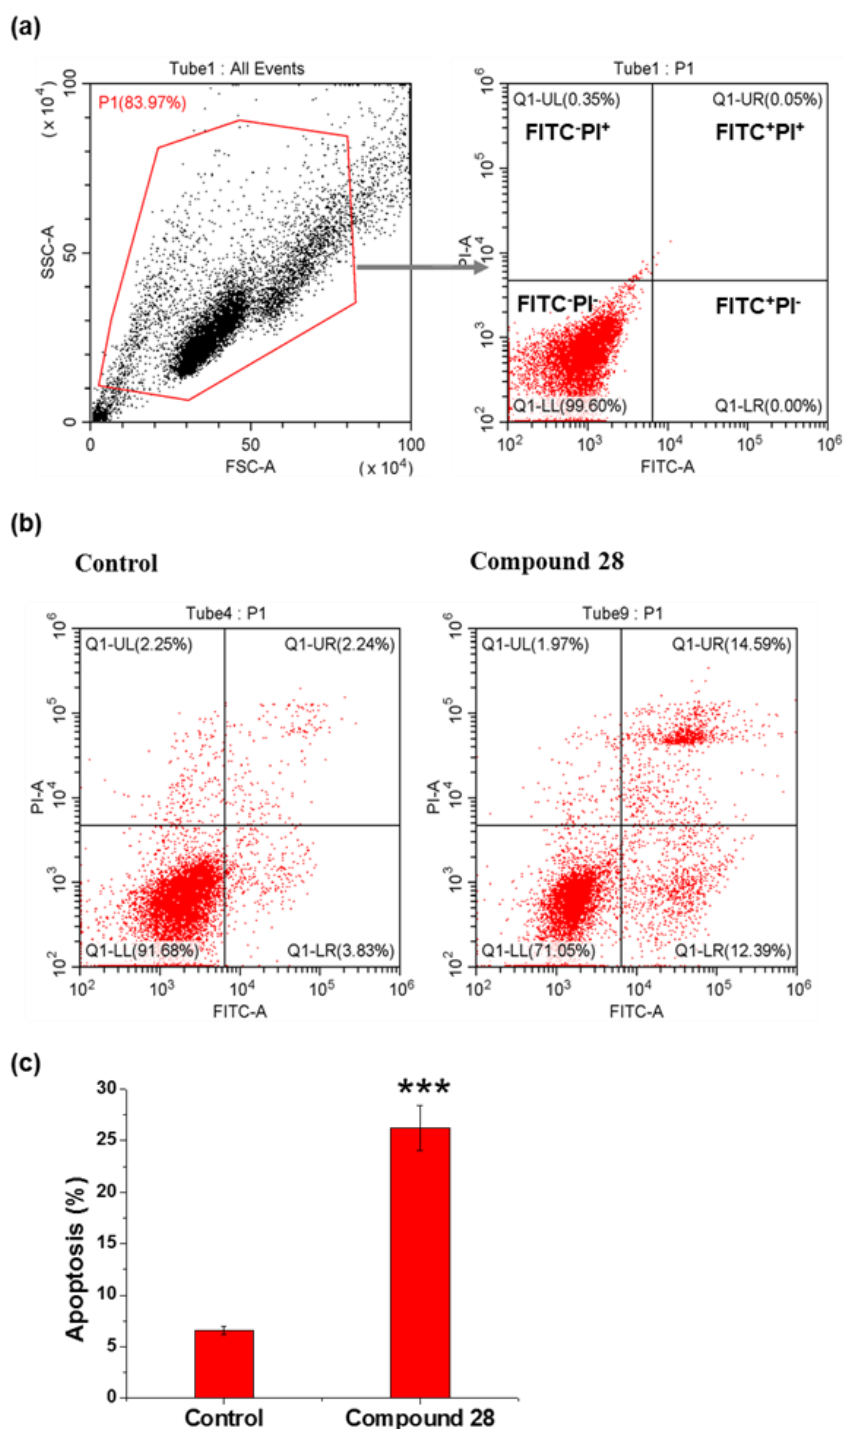 (a)
Tube1 : All Events
P1(83.97%)
100
50
0
SSC-A
(x 10⁴)
0 50 100
FSC-A
(x 10⁴)
Tube1 : P1
Q1-UL(0.35%) Q1-UR(0.05%)
FITC⁻PI⁺ FITC⁺PI⁺
FITC⁻PI⁻ FITC⁺PI⁻
Q1-LL(99.60%) Q1-LR(0.00%)
10⁶
10⁵
10⁴
10³
10²
PI-A
10² 10³ 10⁴ 10⁵ 10⁶
FITC-A
(b)
Control
Tube4 : P1
Q1-UL(2.25%) Q1-UR(2.24%)
Q1-LL(91.68%) Q1-LR(3.83%)
10⁶
10⁵
10⁴
10³
10²
PI-A
10² 10³ 10⁴ 10⁵ 10⁶
FITC-A
Compound 28
Tube9 : P1
Q1-UL(1.97%) Q1-UR(14.59%)
Q1-LL(71.05%) Q1-LR(12.39%)
10⁶
10⁵
10⁴
10³
10²
PI-A
10² 10³ 10⁴ 10⁵ 10⁶
FITC-A
(c)
***
30
25
20
15
10
5
0
Apoptosis (%)
Control Compound 28